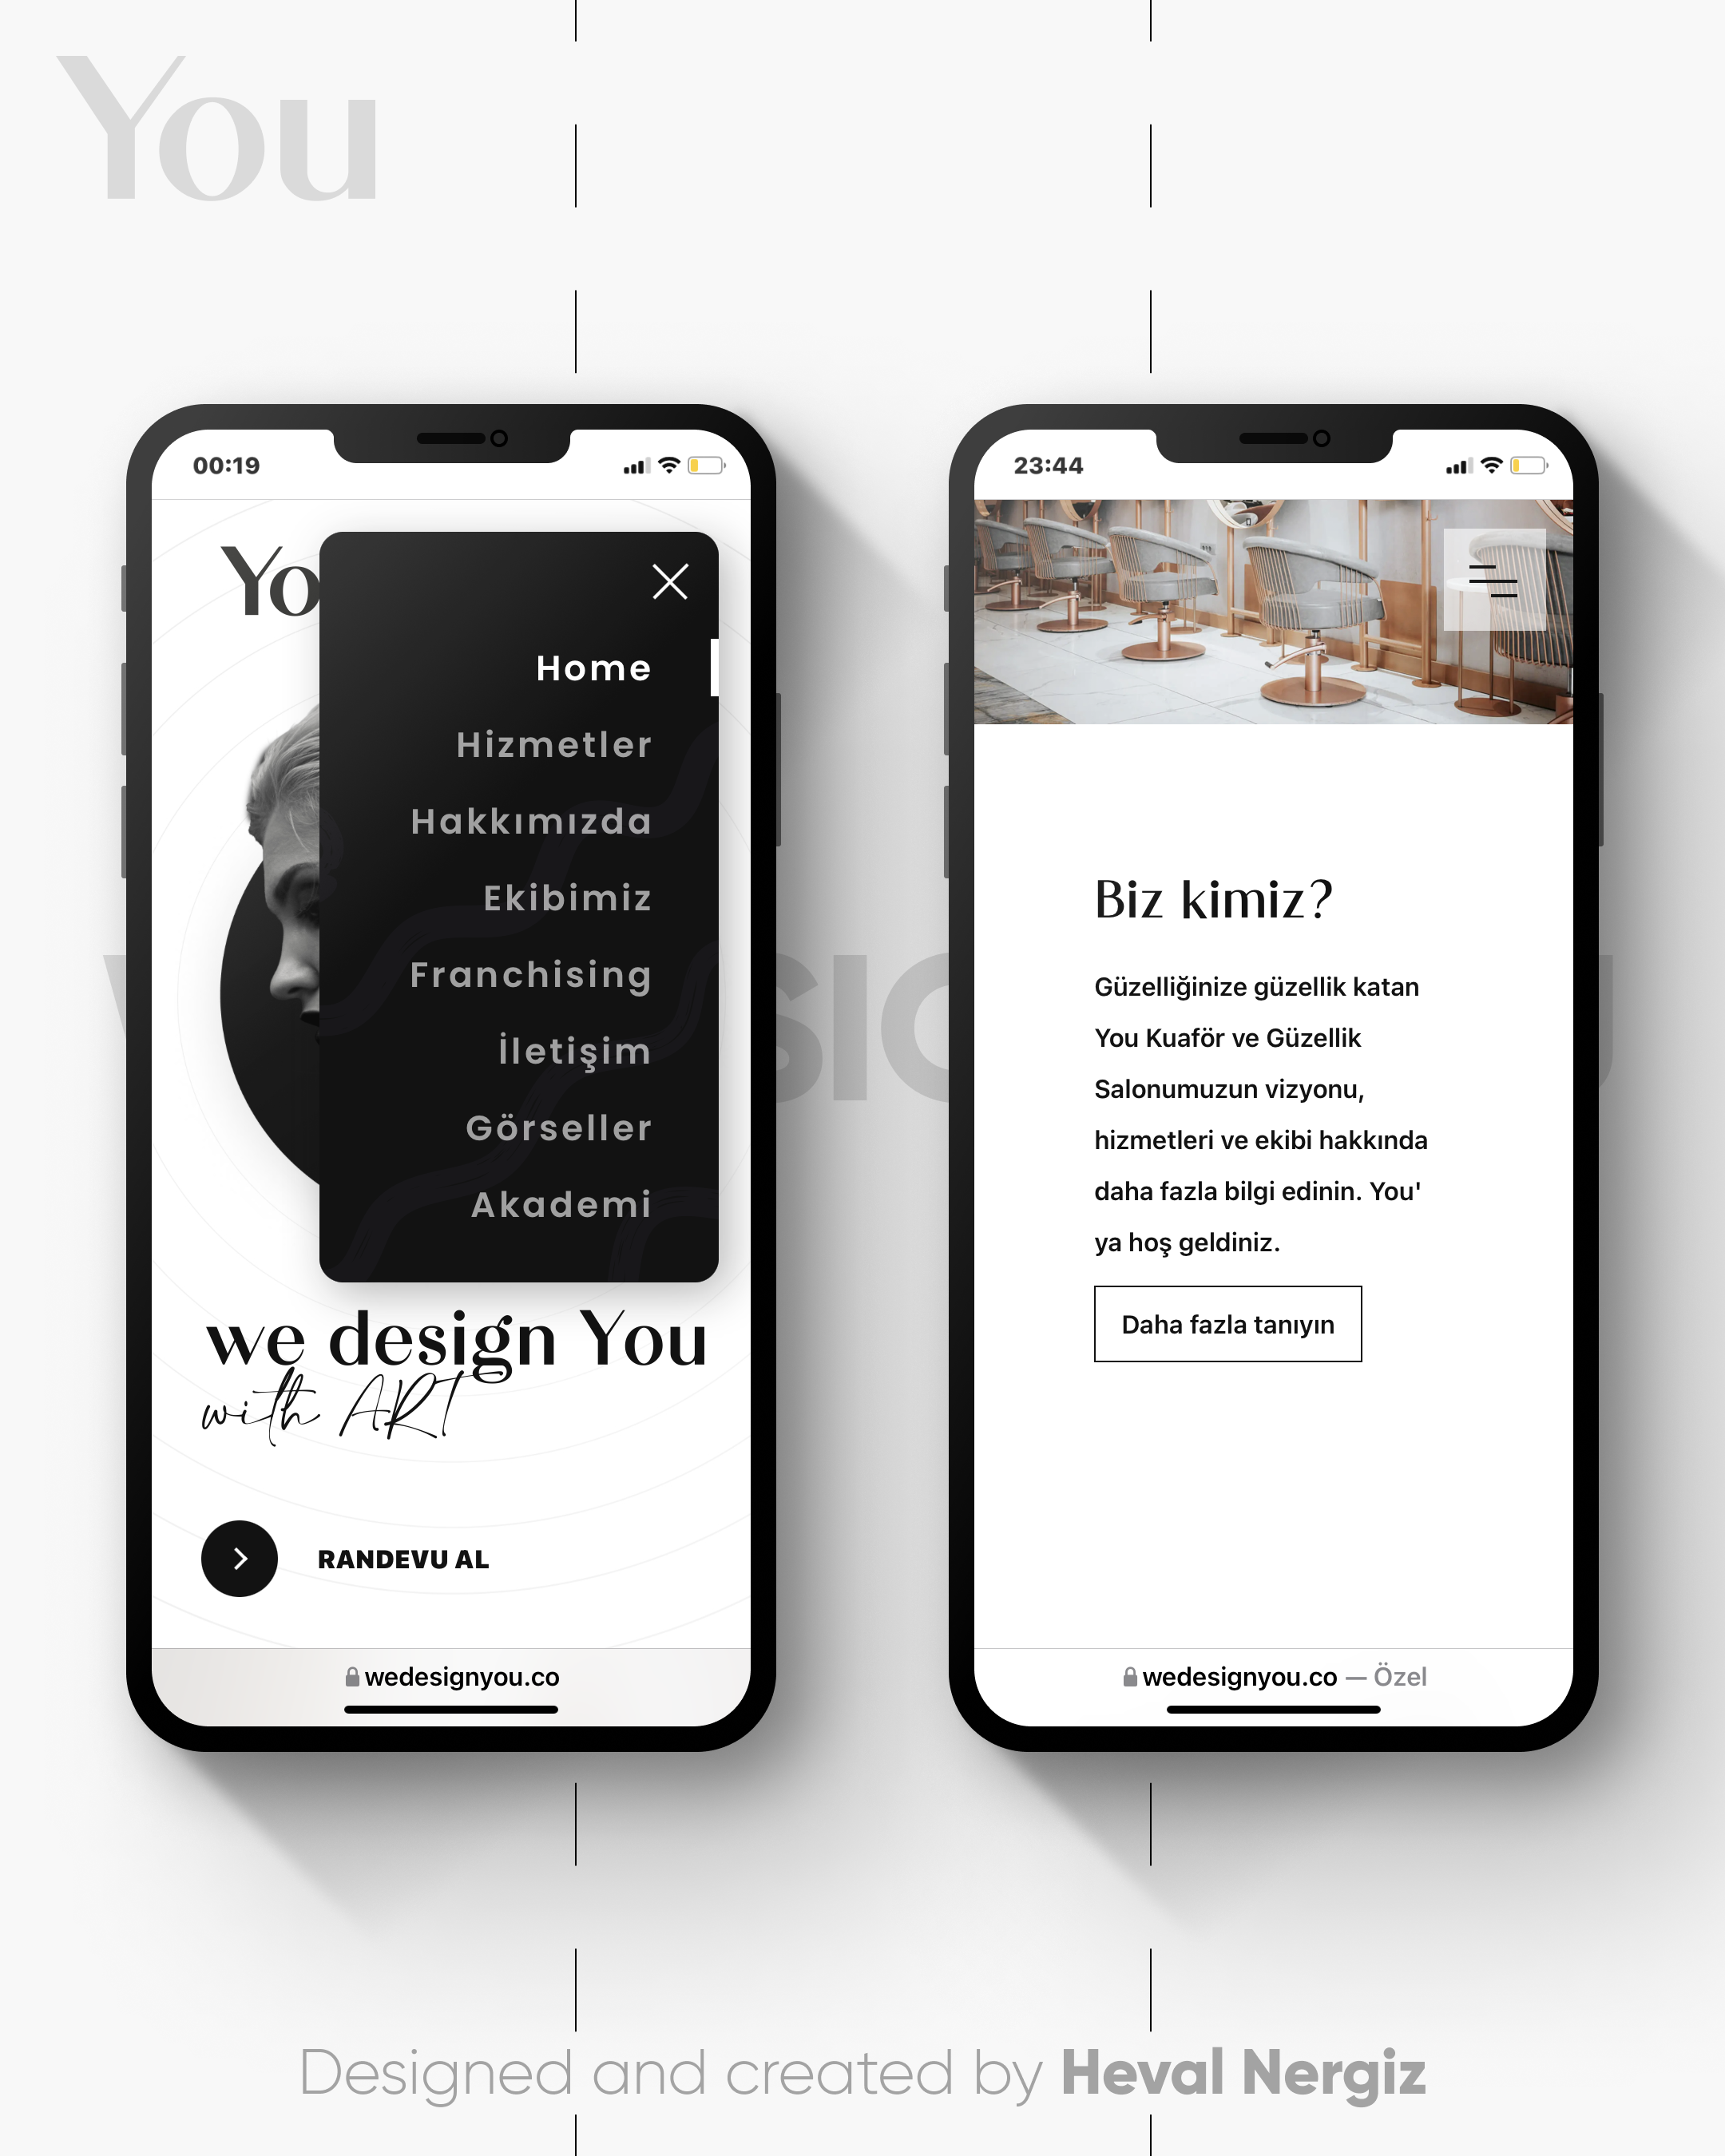 You
00:19
Home
Hizmetler
Hakkımızda
Ekibimiz
Franchising
İletişim
Görseller
Akademi
we design You
with ART
RANDEVU AL
wedesignyou.co
23:44
Biz kimiz?
Güzelliğinize güzellik katan
You Kuaför ve Güzellik
Salonumuzun vizyonu,
hizmetleri ve ekibi hakkında
daha fazla bilgi edinin. You'
ya hoş geldiniz.
Daha fazla tanıyın
wedesignyou.co — Özel
Designed and created by Heval Nergiz